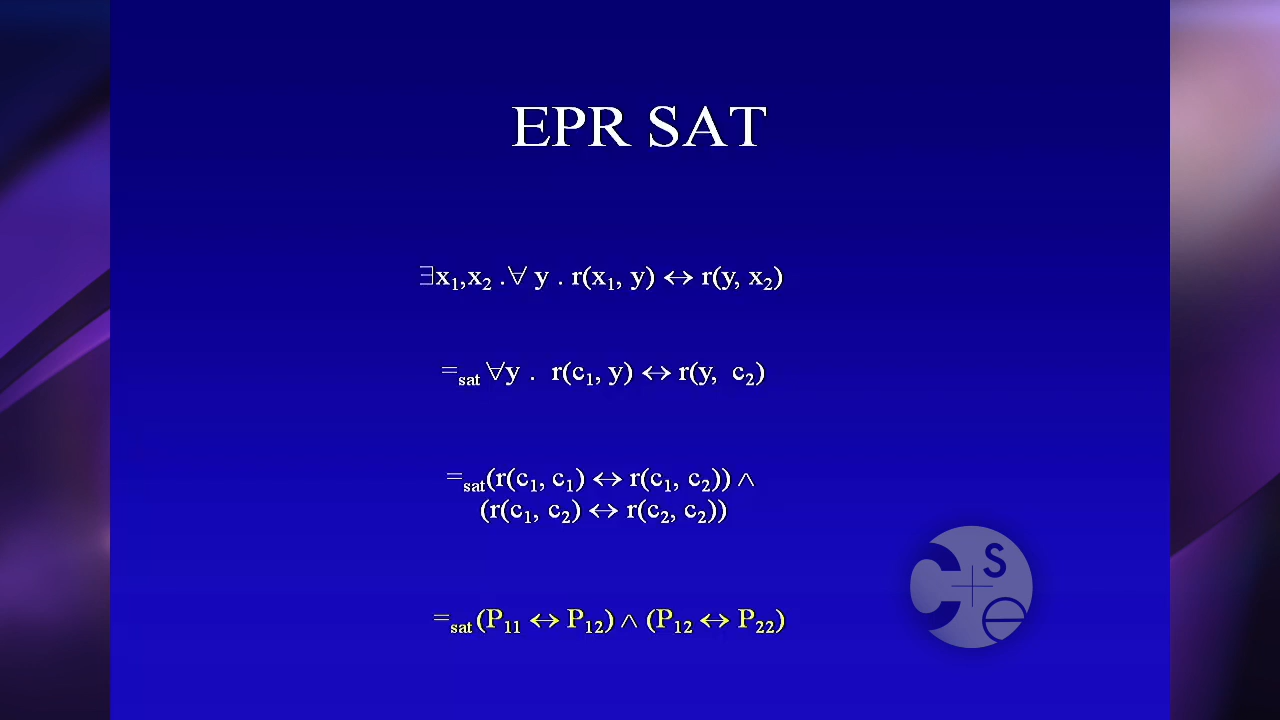 EPR SAT
∃x₁,x₂ .∀ y . r(x₁, y) ↔ r(y, x₂)
=sat ∀y . r(c₁, y) ↔ r(y, c₂)
=sat(r(c₁, c₁) ↔ r(c₁, c₂)) ∧
(r(c₁, c₂) ↔ r(c₂, c₂))
=sat(P₁₁ ↔ P₁₂) ∧ (P₁₂ ↔ P₂₂)
c s e